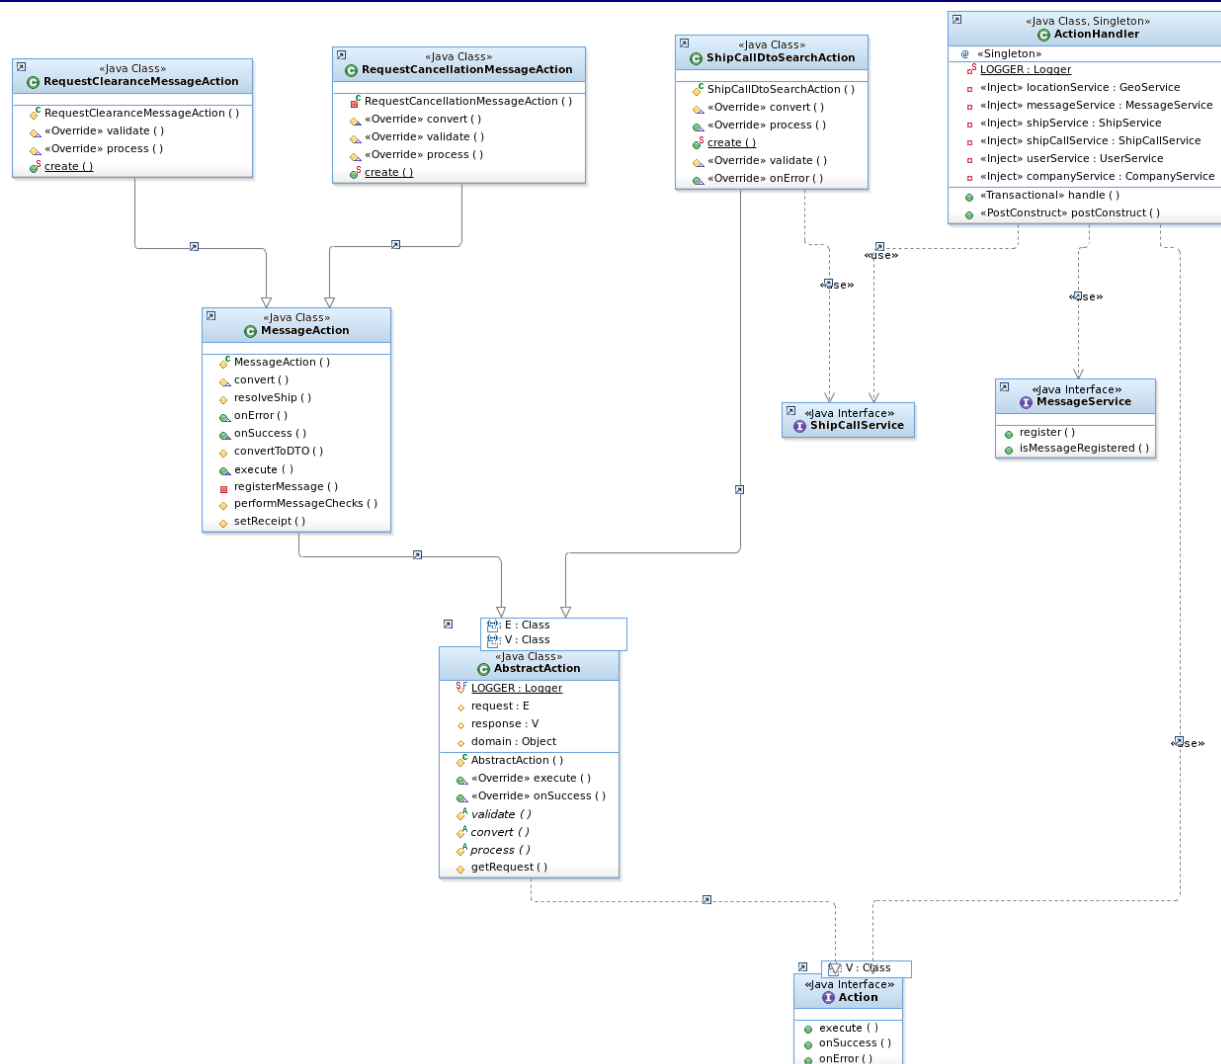 «Java Class»
RequestClearanceMessageAction
RequestClearanceMessageAction ( )
«Override» validate ( )
«Override» process ( )
create ( )
«Java Class»
RequestCancellationMessageAction
RequestCancellationMessageAction ( )
«Override» convert ( )
«Override» validate ( )
«Override» process ( )
create ( )
«Java Class»
ShipCallDtoSearchAction
ShipCallDtoSearchAction ( )
«Override» convert ( )
«Override» process ( )
create ( )
«Override» validate ( )
«Override» onError ( )
«Java Class, Singleton»
ActionHandler
@ «Singleton»
LOGGER : Logger
«Inject» locationService : GeoService
«Inject» messageService : MessageService
«Inject» shipService : ShipService
«Inject» shipCallService : ShipCallService
«Inject» userService : UserService
«Inject» companyService : CompanyService
«Transactional» handle ( )
«PostConstruct» postConstruct ( )
«use»
«use»
«use»
«Java Class»
MessageAction
MessageAction ( )
convert ( )
resolveShip ( )
onError ( )
onSuccess ( )
convertToDTO ( )
execute ( )
registerMessage ( )
performMessageChecks ( )
setReceipt ( )
«Java Interface»
ShipCallService
«Java Interface»
MessageService
register ( )
isMessageRegistered ( )
E : Class
V : Class
«Java Class»
AbstractAction
LOGGER : Logger
request : E
response : V
domain : Object
AbstractAction ( )
«Override» execute ( )
«Override» onSuccess ( )
validate ( )
convert ( )
process ( )
getRequest ( )
«use»
V : Class
«Java Interface»
Action
execute ( )
onSuccess ( )
onError ( )